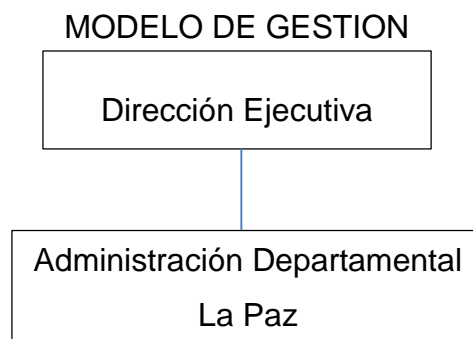 MODELO DE GESTION
Dirección Ejecutiva
Administración Departamental
La Paz